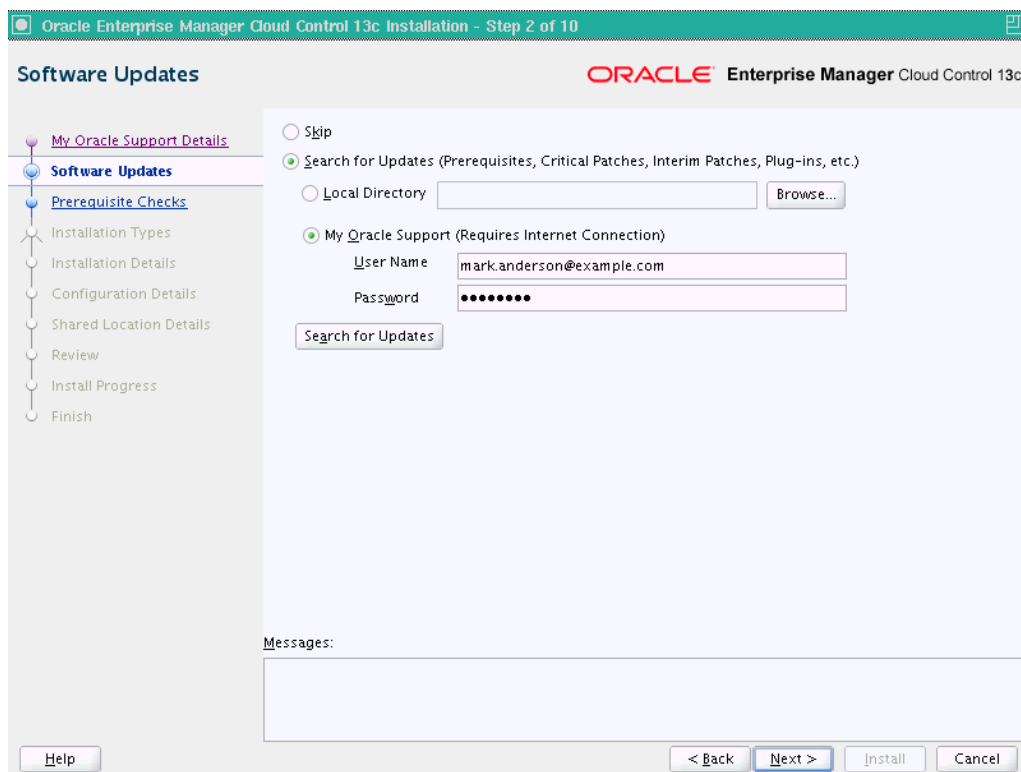 Oracle Enterprise Manager Cloud Control 13c Installation - Step 2 of 10
Software Updates
ORACLE Enterprise Manager Cloud Control 13c
My Oracle Support Details
Software Updates
Prerequisite Checks
Installation Types
Installation Details
Configuration Details
Shared Location Details
Review
Install Progress
Finish
Skip
Search for Updates (Prerequisites, Critical Patches, Interim Patches, Plug-ins, etc.)
Local Directory
Browse...
My Oracle Support (Requires Internet Connection)
User Name
mark.anderson@example.com
Password
••••••••
Search for Updates
Messages:
Help
< Back
Next >
Install
Cancel